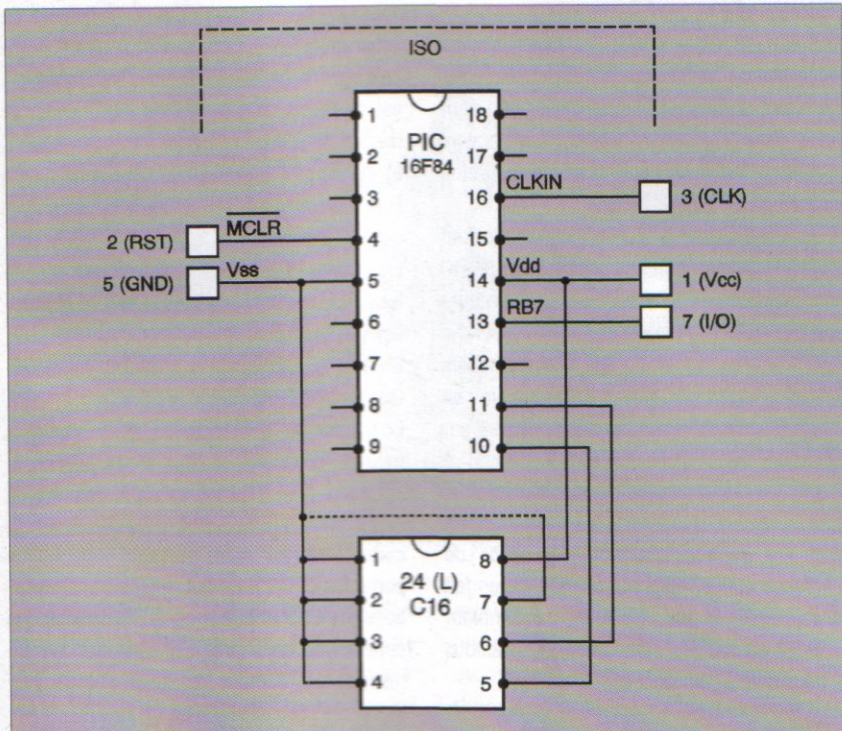 ISO
PIC
16F84
1
2
3
4
5
6
7
8
9
18
17
16
15
14
13
12
11
10
CLKIN
3 (CLK)
2 (RST)
MCLR
5 (GND)
Vss
Vdd
1 (Vcc)
RB7
7 (I/O)
24 (L)
C16
1
2
3
4
8
7
6
5